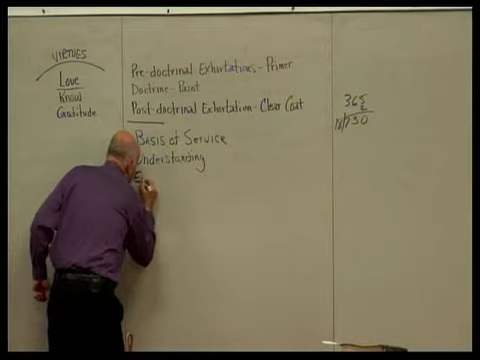 VIRTUES
Love
Know
Gratitude
Pre-doctrinal Exhortations - Primer
Doctrine - Paint
Post-doctrinal Exhortation - Clear Coat
Basis of Service
Understanding
E
365
2
730